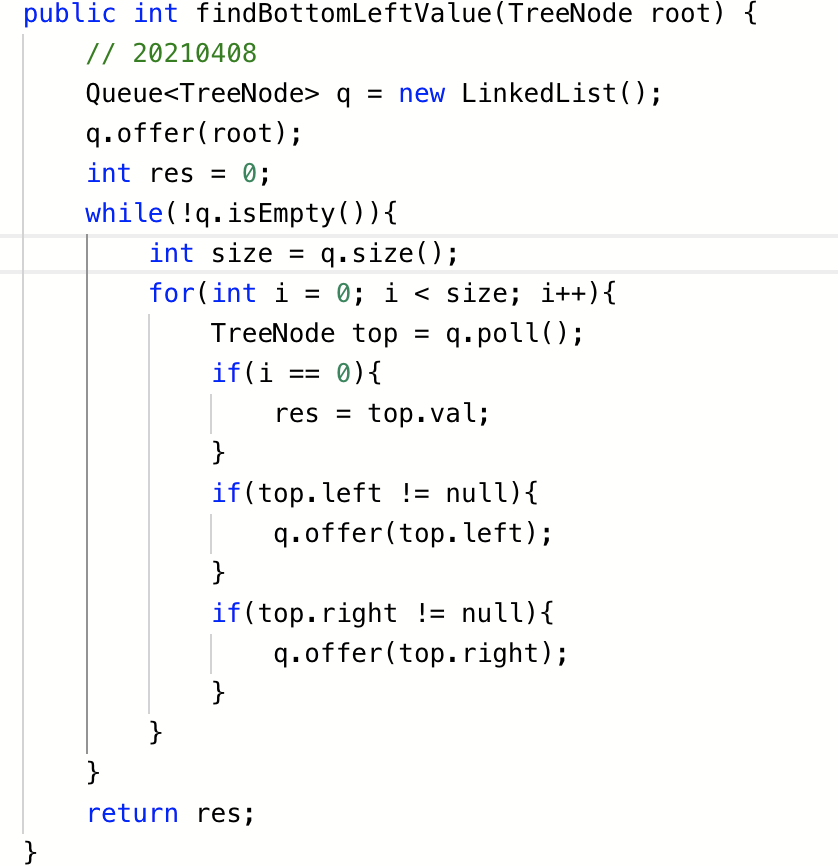 public int findBottomLeftValue(TreeNode root) {
    // 20210408
    Queue<TreeNode> q = new LinkedList();
    q.offer(root);
    int res = 0;
    while(!q.isEmpty()){
        int size = q.size();
        for(int i = 0; i < size; i++){
            TreeNode top = q.poll();
            if(i == 0){
                res = top.val;
            }
            if(top.left != null){
                q.offer(top.left);
            }
            if(top.right != null){
                q.offer(top.right);
            }
        }
    }
    return res;
}